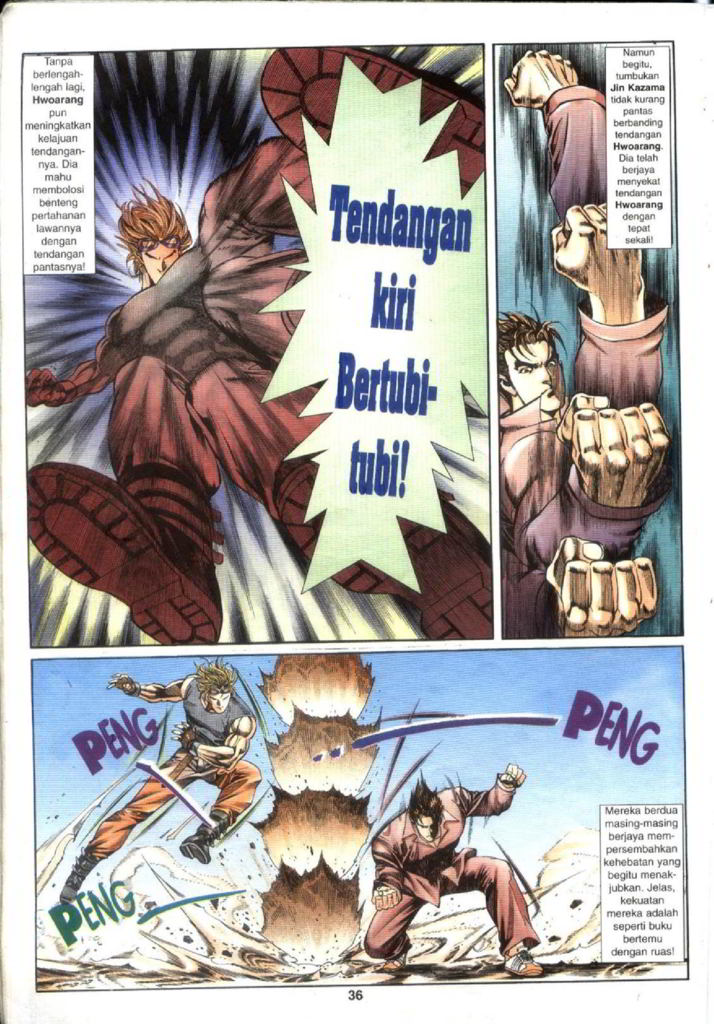 Tanpa
berlengah-
lengah lagi,
Hwoarang
pun
meningkatkan
kelajuan
tendangan-
nya. Dia
mahu
membolosi
benteng
pertahanan
lawannya
dengan
tendangan
pantasnya!
Tendangan
kiri
Bertubi-
tubi!
Namun
begitu,
tumbukan
Jin Kazama
tidak kurang
pantas
berbanding
tendangan
Hwoarang.
Dia telah
berjaya
menyekat
tendangan
Hwoarang
dengan
tepat
sekali!
PENG
PENG
PENG
Mereka berdua
masing-masing
berjaya mem-
persembahkan
kehebatan yang
begitu menak-
jubkan. Jelas,
kekuatan
mereka adalah
seperti buku
bertemu
dengan ruas!
36